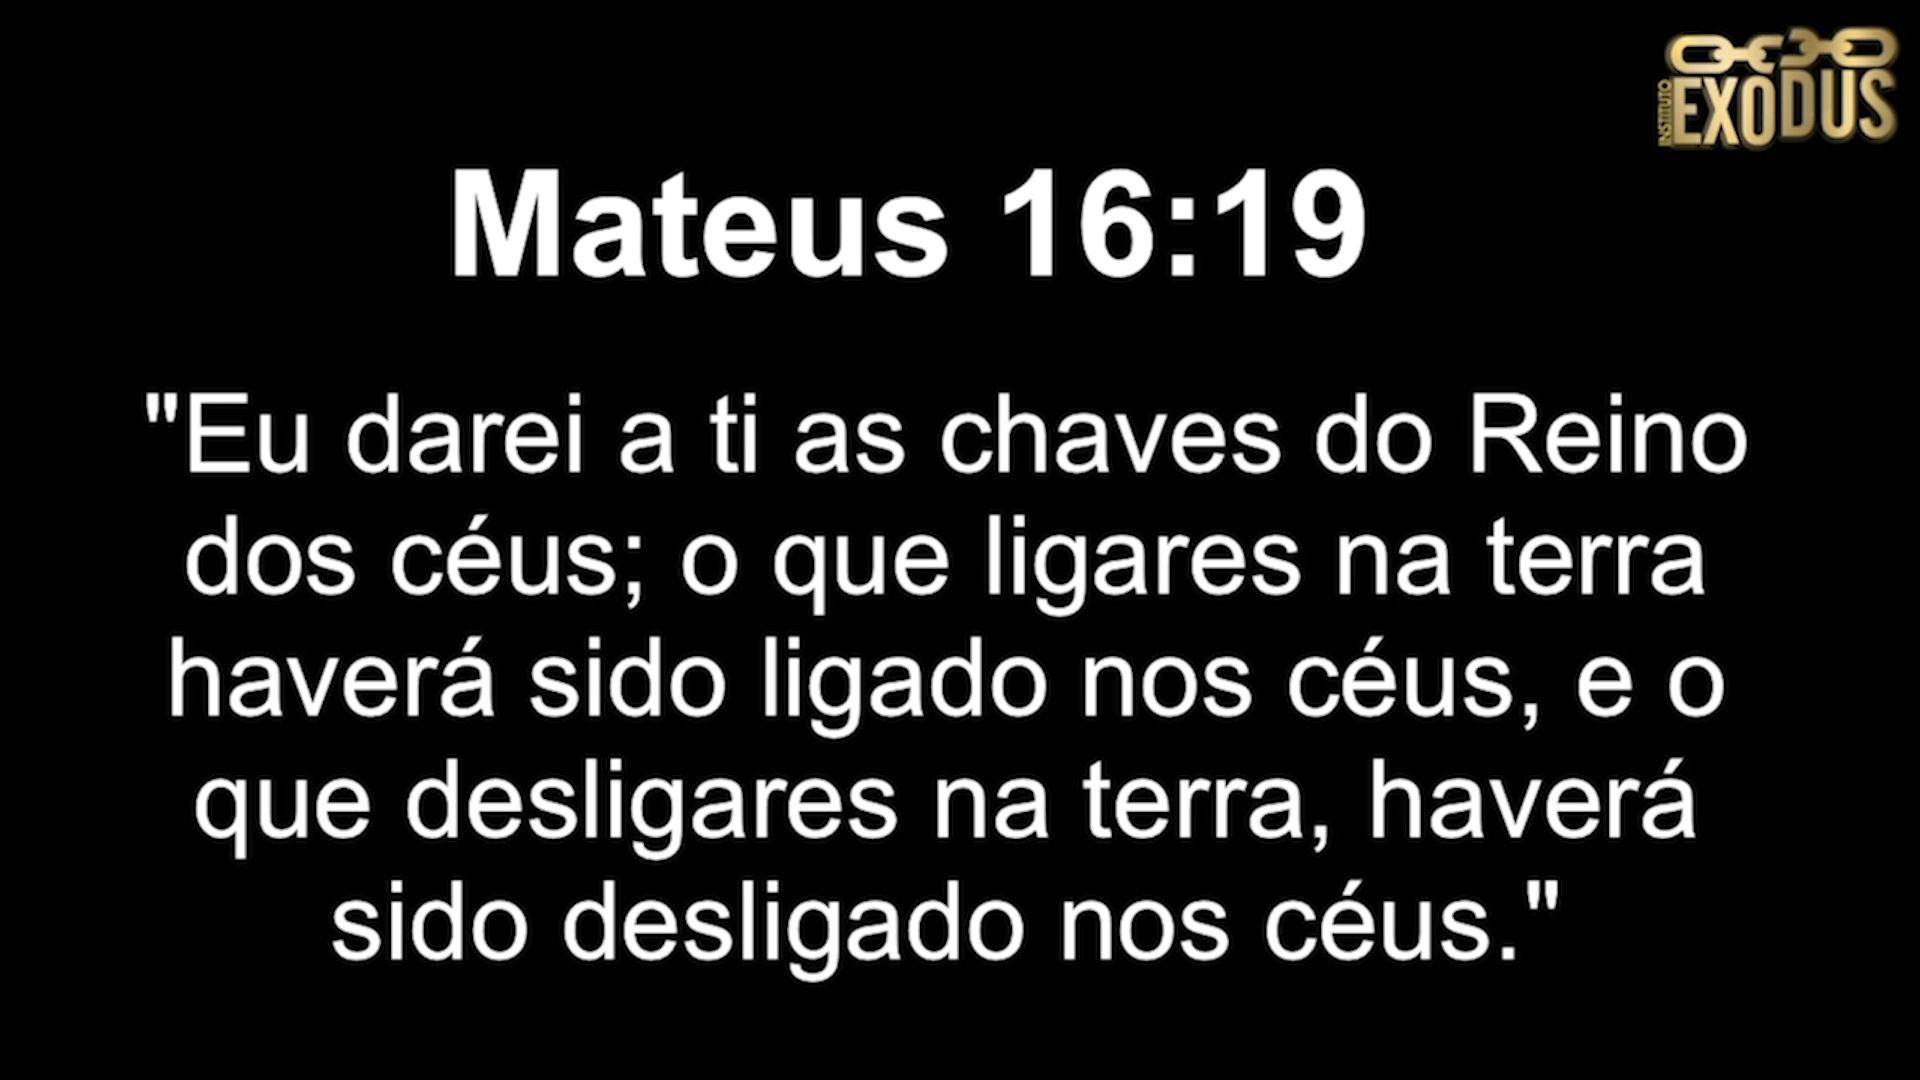 INSTITUTO
EXODUS
Mateus 16:19
"Eu darei a ti as chaves do Reino
dos céus; o que ligares na terra
haverá sido ligado nos céus, e o
que desligares na terra, haverá
sido desligado nos céus."